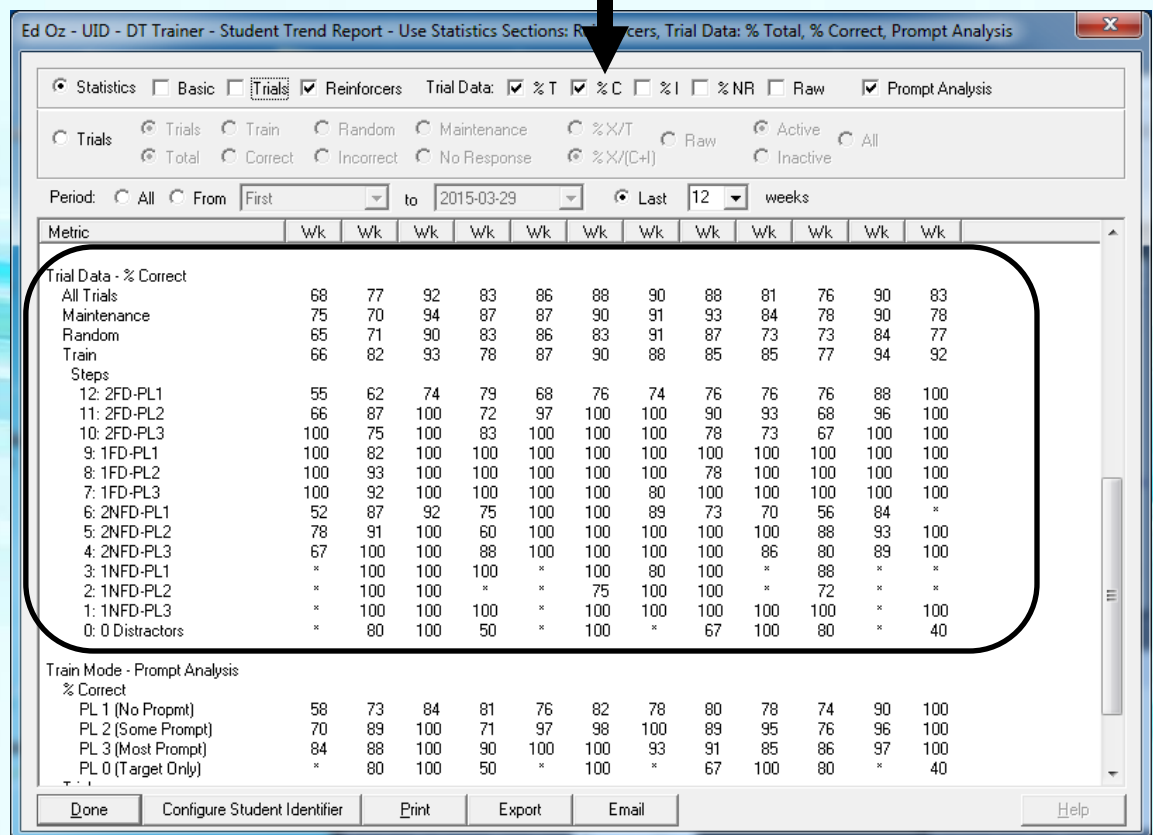 Ed Oz - UID - DT Trainer - Student Trend Report - Use Statistics Sections: cers, Trial Data: % Total, % Correct, Prompt Analysis
Statistics Basic Trials Reinforcers Trial Data: % T % C % I % NR Raw Prompt Analysis
Trials Trials Train Random Maintenance % X/T Raw Active All
Total Correct Incorrect No Response % X/(C+I) Inactive
Period: All From First to 2015-03-29 Last 12 weeks
Metric Wk Wk Wk Wk Wk Wk Wk Wk Wk Wk Wk Wk
Trial Data - % Correct
All Trials 68 77 92 83 86 88 90 88 81 76 90 83
Maintenance 75 70 94 87 87 90 91 93 84 78 90 78
Random 65 71 90 83 86 83 91 87 73 73 84 77
Train 66 82 93 78 87 90 88 85 85 77 94 92
Steps
12: 2FD-PL1 55 62 74 79 68 76 74 76 76 76 88 100
11: 2FD-PL2 66 87 100 72 97 100 100 90 93 68 96 100
10: 2FD-PL3 100 75 100 83 100 100 100 78 73 67 100 100
9: 1FD-PL1 100 82 100 100 100 100 100 100 100 100 100 100
8: 1FD-PL2 100 93 100 100 100 100 100 78 100 100 100 100
7: 1FD-PL3 100 92 100 100 100 100 80 100 100 100 100 100
6: 2NFD-PL1 52 87 92 75 100 100 89 73 70 56 84 *
5: 2NFD-PL2 78 91 100 60 100 100 100 100 100 88 93 100
4: 2NFD-PL3 67 100 100 88 100 100 100 100 86 80 89 100
3: 1NFD-PL1 * 100 100 100 * 100 80 100 * 88 * *
2: 1NFD-PL2 * 100 100 * * 75 100 100 * 72 * *
1: 1NFD-PL3 * 100 100 100 * 100 100 100 100 100 * 100
0: 0 Distractors * 80 100 50 * 100 * 67 100 80 * 40
Train Mode - Prompt Analysis
% Correct
PL 1 (No Propmt) 58 73 84 81 76 82 78 80 78 74 90 100
PL 2 (Some Prompt) 70 89 100 71 97 98 100 89 95 76 96 100
PL 3 (Most Prompt) 84 88 100 90 100 100 93 91 85 86 97 100
PL 0 (Target Only) * 80 100 50 * 100 * 67 100 80 * 40
Done Configure Student Identifier Print Export Email Help